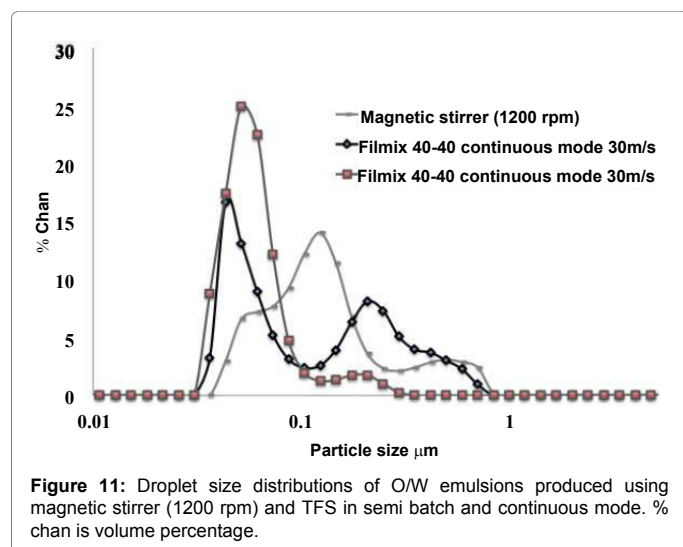 30
25
20
15
10
5
0
% Chan
Magnetic stirrer (1200 rpm)
Filmix 40-40 continuous mode 30m/s
Filmix 40-40 continuous mode 30m/s
0.01 0.1 1
Particle size μm
Figure 11: Droplet size distributions of O/W emulsions produced using
magnetic stirrer (1200 rpm) and TFS in semi batch and continuous mode. %
chan is volume percentage.